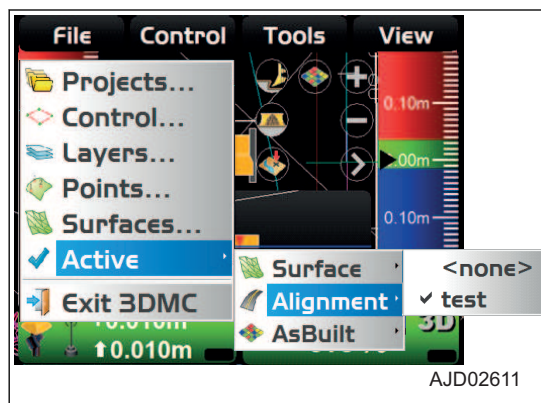 File Control Tools View
Projects...
Control...
0.10m
Layers...
Points...
.00m
Surfaces...
0.10m
Active
Surface <none>
Exit 3DMC
Alignment test
3D
AsBuilt
0.010m
AJD02611